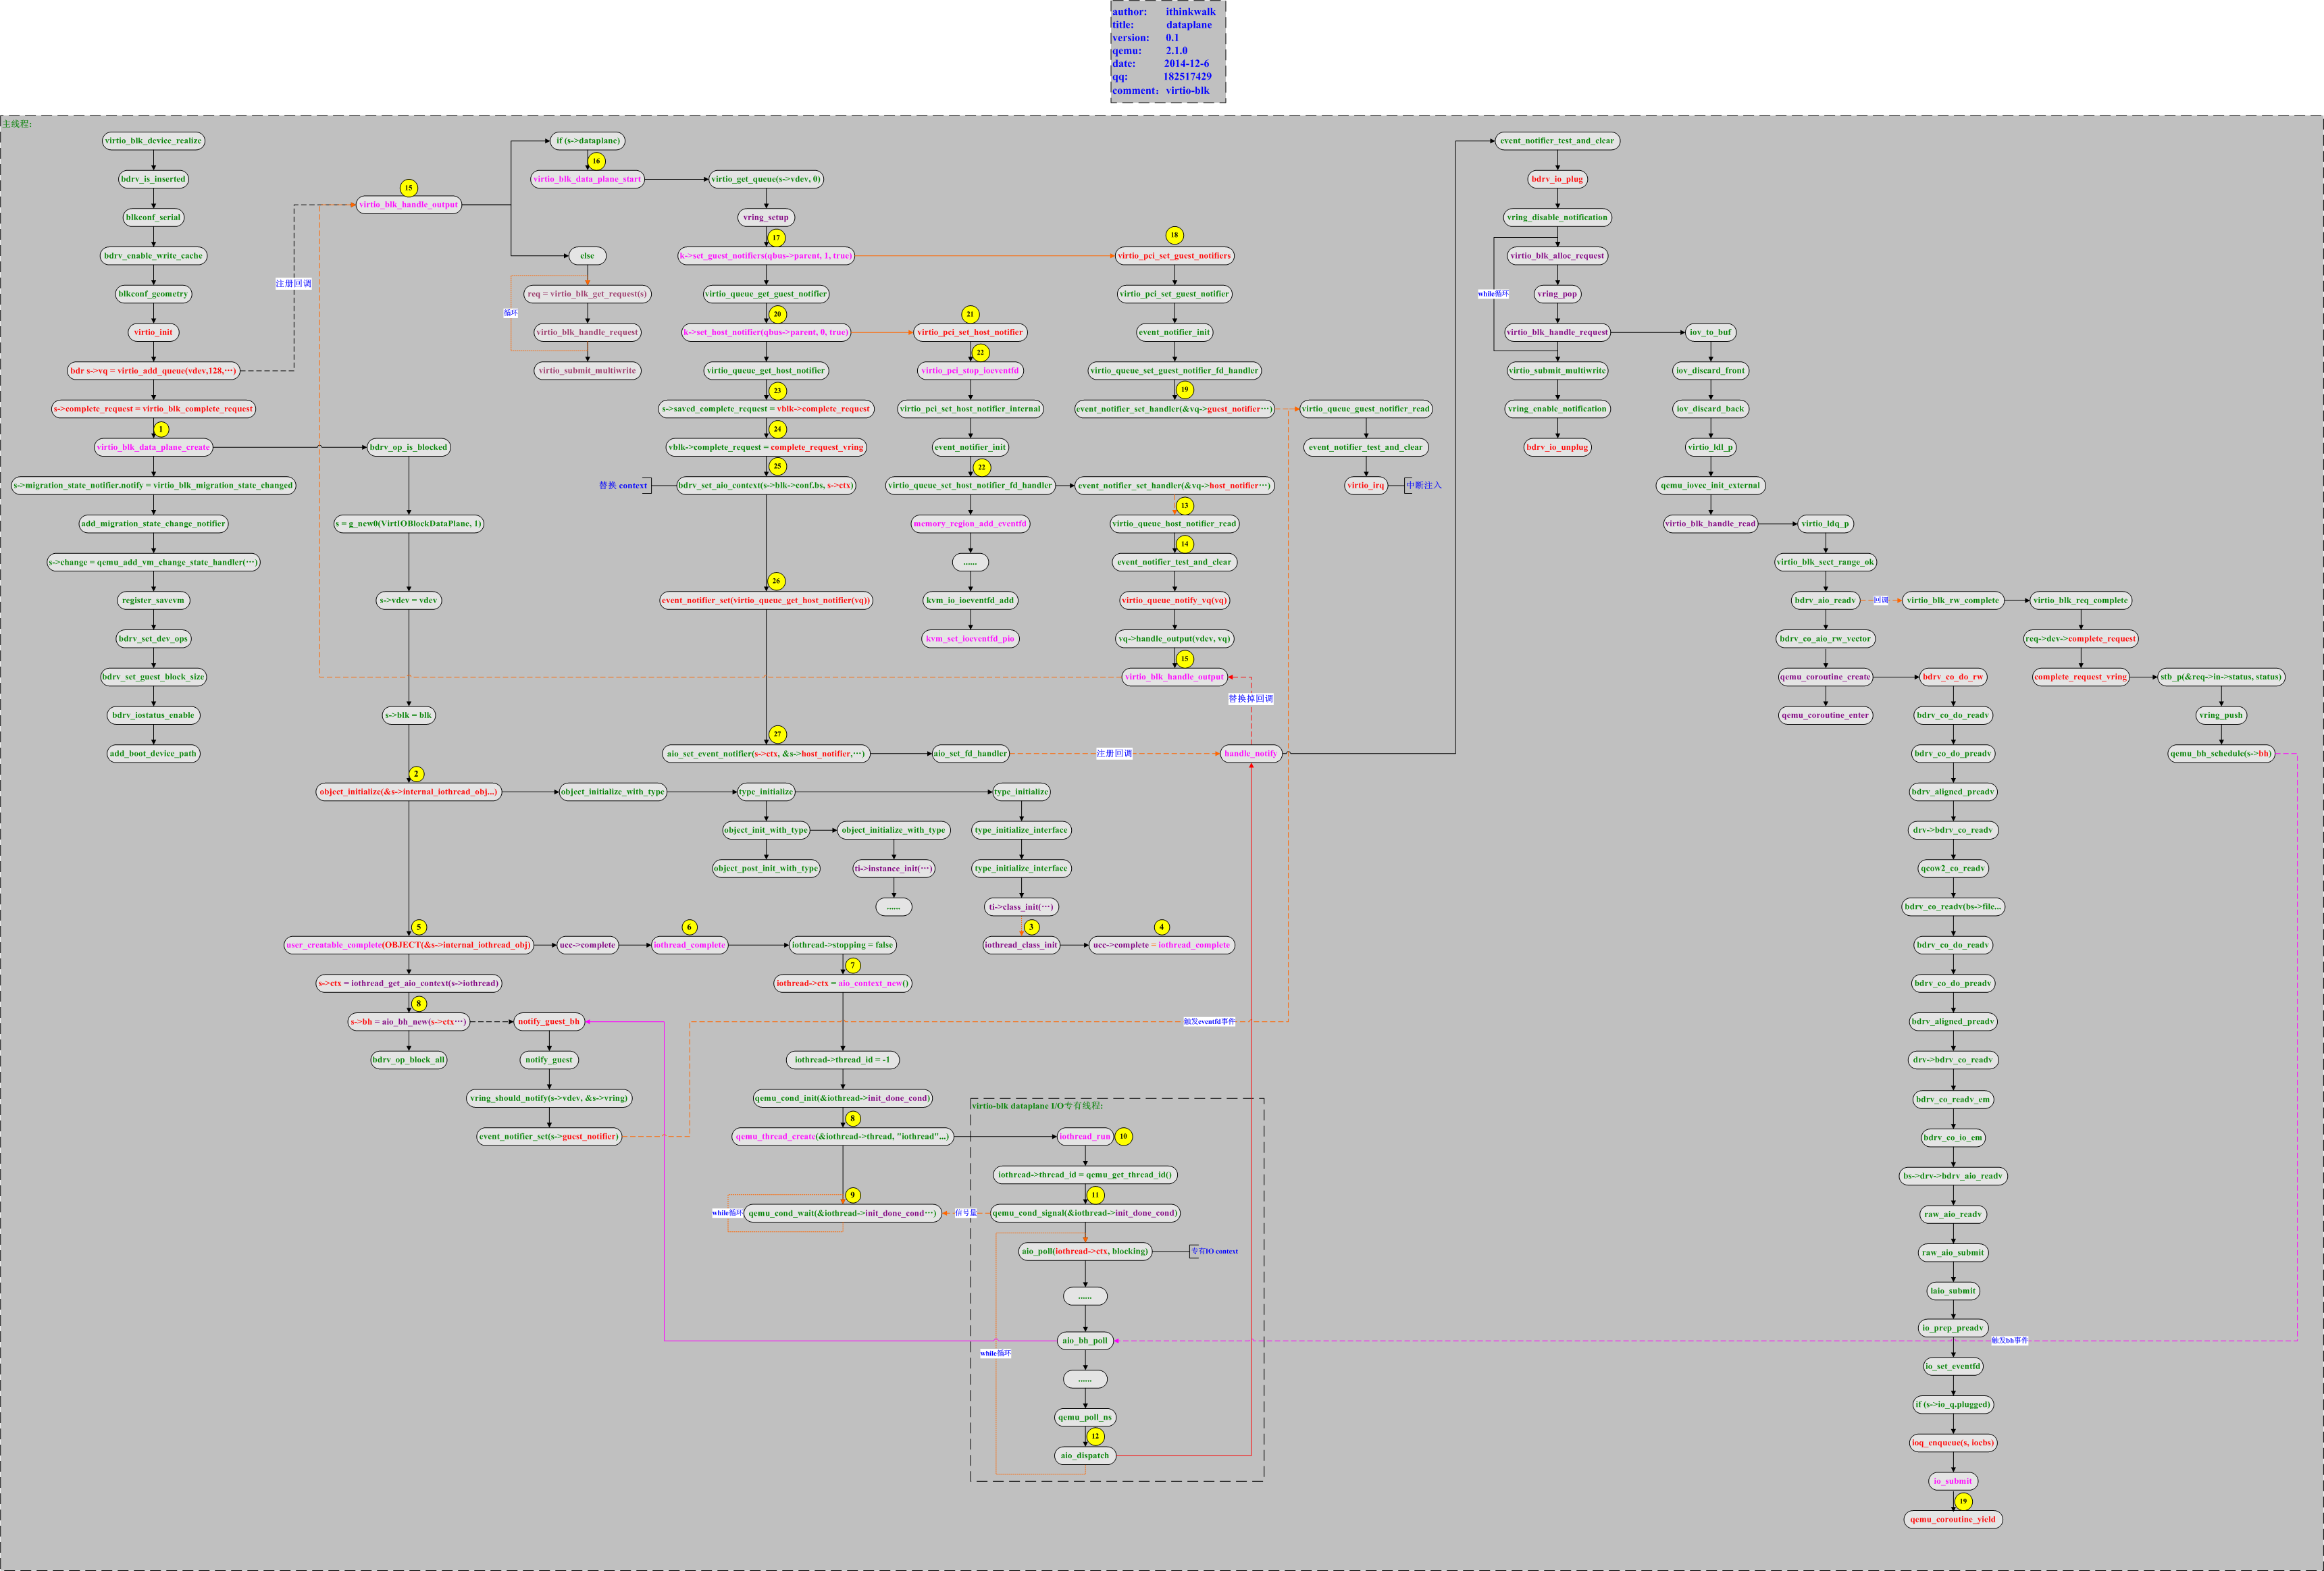 author: ithinkwalk
title: dataplane
version: 0.1
qemu: 2.1.0
date: 2014-12-6
qq: 182517429
comment：virtio-blk
主线程:
virtio_blk_device_realize
bdrv_is_inserted
blkconf_serial
bdrv_enable_write_cache
blkconf_geometry
virtio_init
bdr s->vq = virtio_add_queue(vdev,128,…)
s->complete_request = virtio_blk_complete_request
1
virtio_blk_data_plane_create
s->migration_state_notifier.notify = virtio_blk_migration_state_changed
add_migration_state_change_notifier
s->change = qemu_add_vm_change_state_handler(…)
register_savevm
bdrv_set_dev_ops
bdrv_set_guest_block_size
bdrv_iostatus_enable
add_boot_device_path
注册回调
15
virtio_blk_handle_output
if (s->dataplane)
16
virtio_blk_data_plane_start
else
循环
req = virtio_blk_get_request(s)
virtio_blk_handle_request
virtio_submit_multiwrite
bdrv_op_is_blocked
s = g_new0(VirtIOBlockDataPlane, 1)
s->vdev = vdev
s->blk = blk
2
object_initialize(&s->internal_iothread_obj...)
5
user_creatable_complete(OBJECT(&s->internal_iothread_obj)
s->ctx = iothread_get_aio_context(s->iothread)
8
s->bh = aio_bh_new(s->ctx…)
bdrv_op_block_all
notify_guest_bh
notify_guest
vring_should_notify(s->vdev, &s->vring)
event_notifier_set(s->guest_notifier)
virtio_get_queue(s->vdev, 0)
vring_setup
17
k->set_guest_notifiers(qbus->parent, 1, true)
virtio_queue_get_guest_notifier
20
k->set_host_notifier(qbus->parent, 0, true)
virtio_queue_get_host_notifier
23
s->saved_complete_request = vblk->complete_request
24
vblk->complete_request = complete_request_vring
25
替换 context
bdrv_set_aio_context(s->blk->conf.bs, s->ctx)
26
event_notifier_set(virtio_queue_get_host_notifier(vq))
27
aio_set_event_notifier(s->ctx, &s->host_notifier,…)
aio_set_fd_handler
注册回调
handle_notify
替换掉回调
21
virtio_pci_set_host_notifier
22
virtio_pci_stop_ioeventfd
virtio_pci_set_host_notifier_internal
event_notifier_init
22
virtio_queue_set_host_notifier_fd_handler
memory_region_add_eventfd
......
kvm_io_ioeventfd_add
kvm_set_ioeventfd_pio
18
virtio_pci_set_guest_notifiers
virtio_pci_set_guest_notifier
event_notifier_init
virtio_queue_set_guest_notifier_fd_handler
19
event_notifier_set_handler(&vq->guest_notifier…)
event_notifier_set_handler(&vq->host_notifier…)
13
virtio_queue_host_notifier_read
14
event_notifier_test_and_clear
virtio_queue_notify_vq(vq)
vq->handle_output(vdev, vq)
15
virtio_blk_handle_output
virtio_queue_guest_notifier_read
event_notifier_test_and_clear
virtio_irq
中断注入
object_initialize_with_type
type_initialize
type_initialize
object_init_with_type
object_initialize_with_type
type_initialize_interface
object_post_init_with_type
ti->instance_init(…)
type_initialize_interface
......
ti->class_init(…)
3
iothread_class_init
4
ucc->complete = iothread_complete
ucc->complete
6
iothread_complete
iothread->stopping = false
7
iothread->ctx = aio_context_new()
iothread->thread_id = -1
qemu_cond_init(&iothread->init_done_cond)
8
qemu_thread_create(&iothread->thread, "iothread"...)
9
while循环
qemu_cond_wait(&iothread->init_done_cond…)
信号量
触发eventfd事件
virtio-blk dataplane I/O专有线程:
iothread_run
10
iothread->thread_id = qemu_get_thread_id()
11
qemu_cond_signal(&iothread->init_done_cond)
aio_poll(iothread->ctx, blocking)
专有IO context
......
aio_bh_poll
while循环
......
qemu_poll_ns
12
aio_dispatch
event_notifier_test_and_clear
bdrv_io_plug
vring_disable_notification
virtio_blk_alloc_request
while循环
vring_pop
virtio_blk_handle_request
virtio_submit_multiwrite
vring_enable_notification
bdrv_io_unplug
iov_to_buf
iov_discard_front
iov_discard_back
virtio_ldl_p
qemu_iovec_init_external
virtio_blk_handle_read
virtio_ldq_p
virtio_blk_sect_range_ok
bdrv_aio_readv
回调
virtio_blk_rw_complete
virtio_blk_req_complete
bdrv_co_aio_rw_vector
req->dev->complete_request
qemu_coroutine_create
bdrv_co_do_rw
complete_request_vring
stb_p(&req->in->status, status)
qemu_coroutine_enter
bdrv_co_do_readv
vring_push
bdrv_co_do_preadv
qemu_bh_schedule(s->bh)
bdrv_aligned_preadv
drv->bdrv_co_readv
qcow2_co_readv
bdrv_co_readv(bs->file...
bdrv_co_do_readv
bdrv_co_do_preadv
bdrv_aligned_preadv
drv->bdrv_co_readv
bdrv_co_readv_em
bdrv_co_io_em
bs->drv->bdrv_aio_readv
raw_aio_readv
raw_aio_submit
laio_submit
io_prep_preadv
触发bh事件
io_set_eventfd
if (s->io_q.plugged)
ioq_enqueue(s, iocbs)
io_submit
19
qemu_coroutine_yield